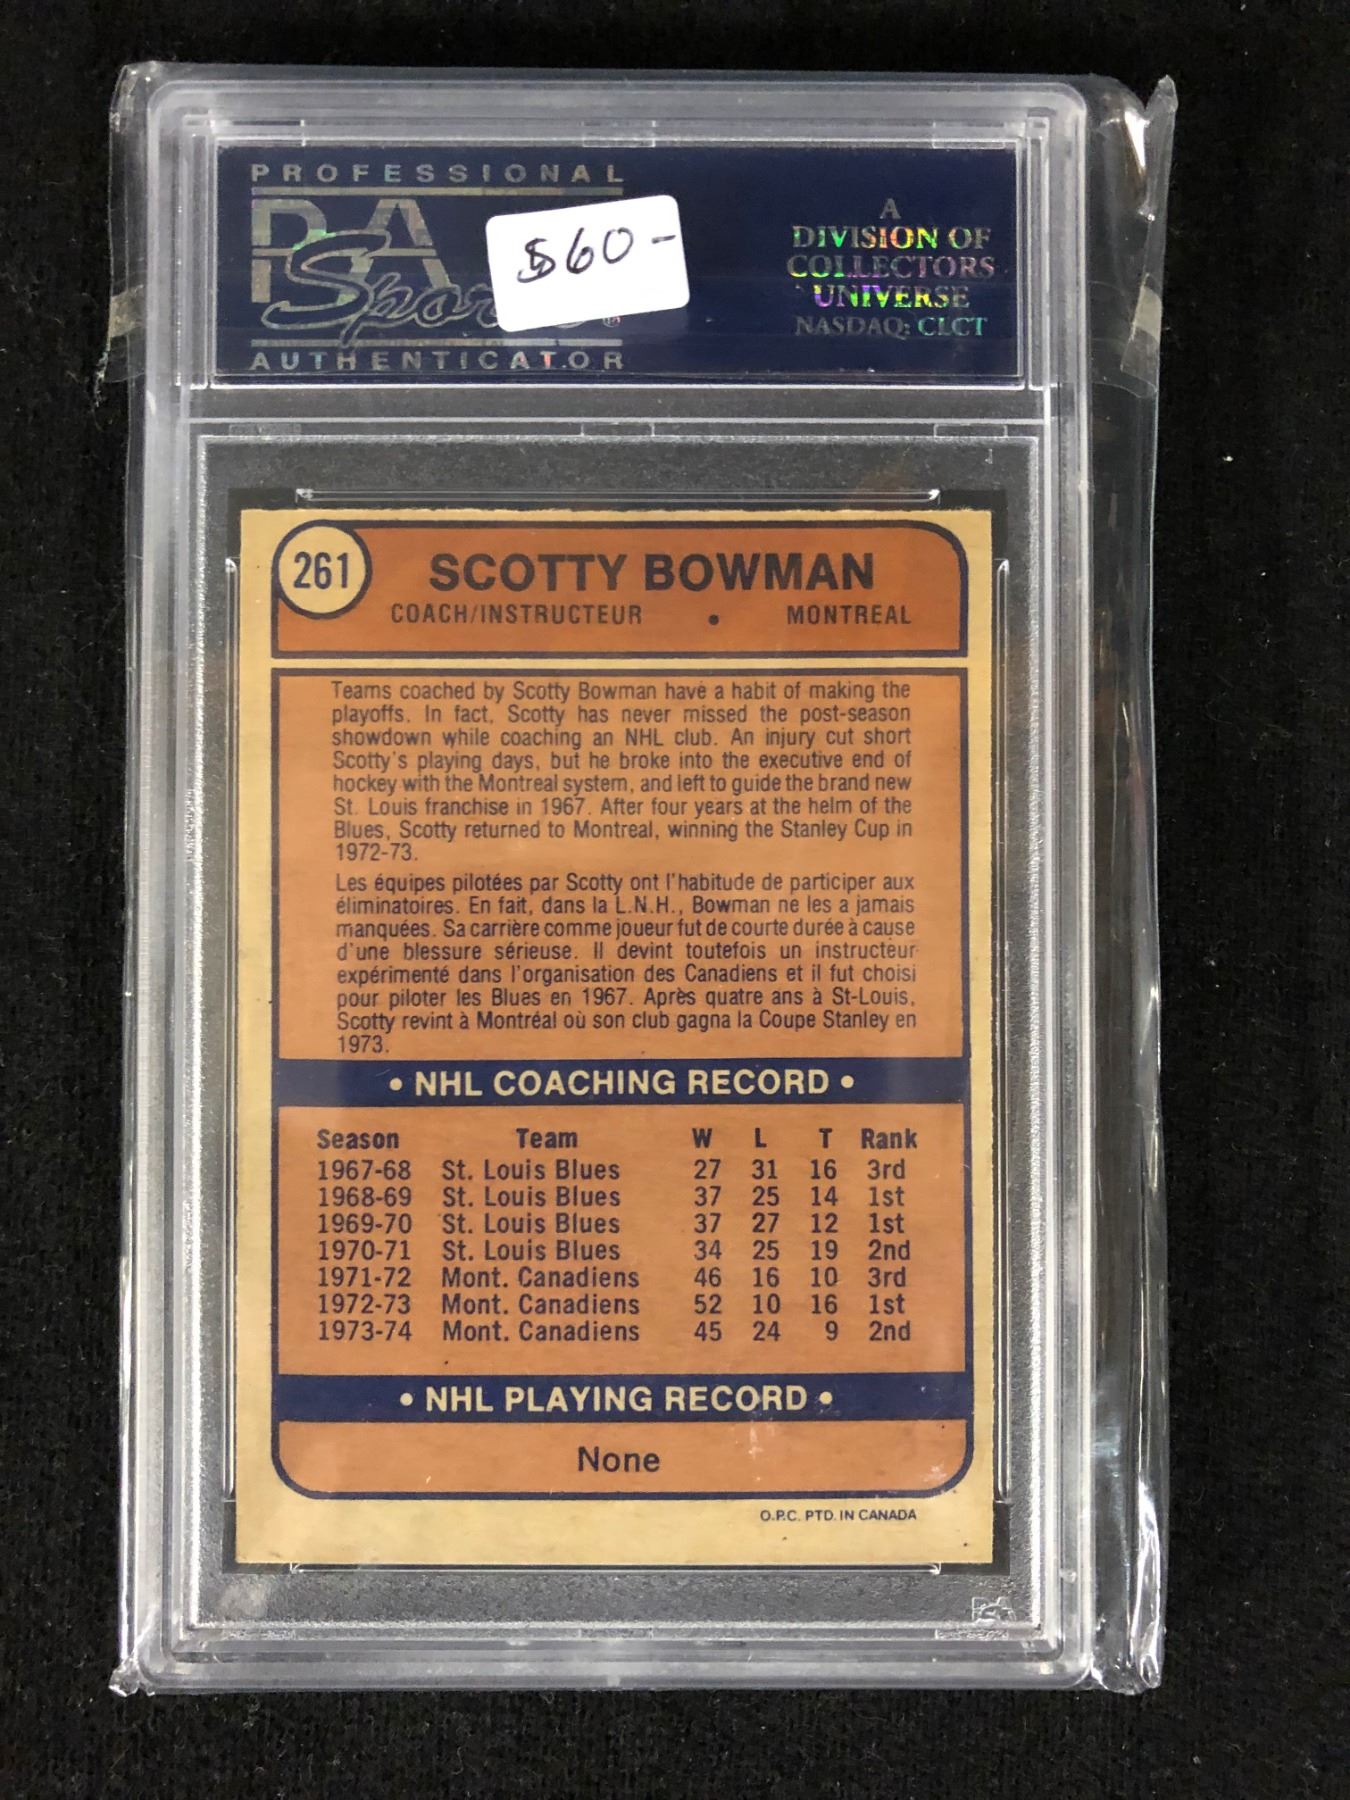 PROFESSIONAL
PSA
Sports
$60-
AUTHENTICATOR
A
DIVISION OF
COLLECTORS
UNIVERSE
NASDAQ: CLCT
261
SCOTTY BOWMAN
COACH/INSTRUCTEUR • MONTREAL
Teams coached by Scotty Bowman have a habit of making the
playoffs. In fact, Scotty has never missed the post-season
showdown while coaching an NHL club. An injury cut short
Scotty's playing days, but he broke into the executive end of
hockey with the Montreal system, and left to guide the brand new
St. Louis franchise in 1967. After four years at the helm of the
Blues, Scotty returned to Montreal, winning the Stanley Cup in
1972-73.
Les équipes pilotées par Scotty ont l'habitude de participer aux
éliminatoires. En fait, dans la L.N.H., Bowman ne les a jamais
manquées. Sa carrière comme joueur fut de courte durée à cause
d'une blessure sérieuse. Il devint toutefois un instructeur
expérimenté dans l'organisation des Canadiens et il fut choisi
pour piloter les Blues en 1967. Après quatre ans à St-Louis,
Scotty revint à Montréal où son club gagna la Coupe Stanley en
1973.
• NHL COACHING RECORD •
Season Team W L T Rank
1967-68 St. Louis Blues 27 31 16 3rd
1968-69 St. Louis Blues 37 25 14 1st
1969-70 St. Louis Blues 37 27 12 1st
1970-71 St. Louis Blues 34 25 19 2nd
1971-72 Mont. Canadiens 46 16 10 3rd
1972-73 Mont. Canadiens 52 10 16 1st
1973-74 Mont. Canadiens 45 24 9 2nd
• NHL PLAYING RECORD •
None
O.P.C. PTD. IN CANADA
PSA